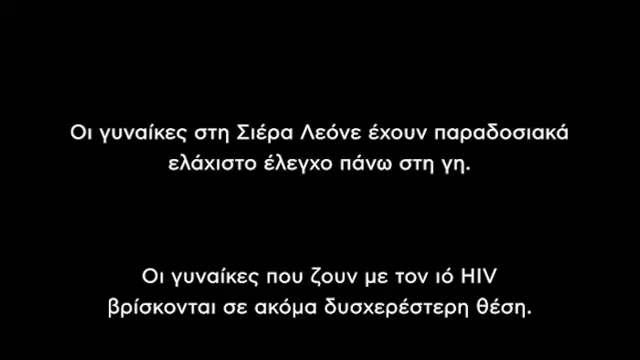 Οι γυναίκες στη Σιέρα Λεόνε έχουν παραδοσιακά
ελάχιστο έλεγχο πάνω στη γη.
Οι γυναίκες που ζουν με τον ιό HIV
βρίσκονται σε ακόμα δυσχερέστερη θέση.